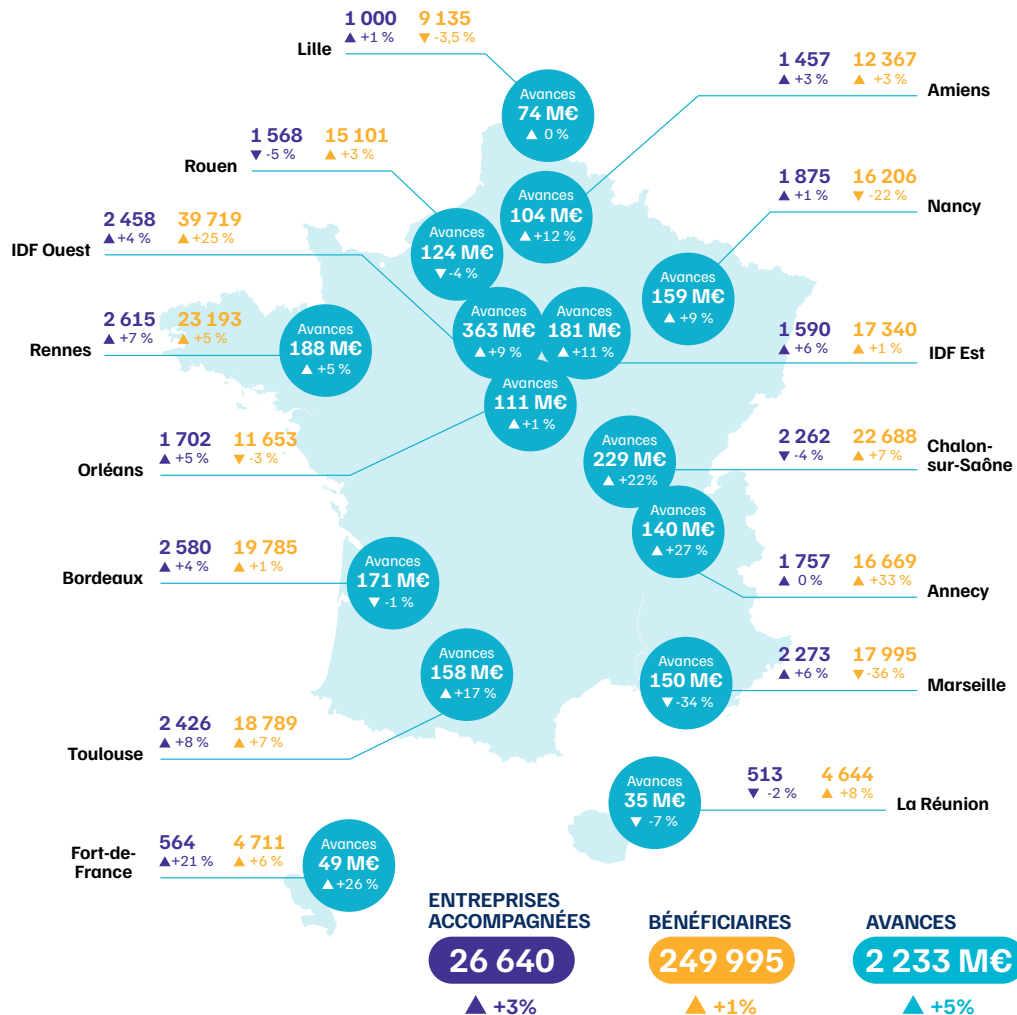 1 000 9 135
▲ +1 % ▼ -3,5 %
Lille
Avances
74 M€
▲ 0 %
1 457 12 367
▲ +3 % ▲ +3 %
Amiens
Avances
104 M€
▲ +12 %
1 568 15 101
▼ -5 % ▲ +3 %
Rouen
Avances
124 M€
▼ -4 %
1 875 16 206
▲ +1 % ▼ -22 %
Nancy
Avances
159 M€
▲ +9 %
2 458 39 719
▲ +4 % ▲ +25 %
IDF Ouest
363 M€
▲ +9 %
181 M€
▲ +11 %
1 590 17 340
▲ +6 % ▲ +1 %
IDF Est
2 615 23 193
▲ +7 % ▲ +5 %
Rennes
Avances
188 M€
▲ +5 %
Avances
111 M€
▲ +1 %
1 702 11 653
▲ +5 % ▼ -3 %
Orléans
Avances
229 M€
▲ +22%
2 262 22 688
▼ -4 % ▲ +7 %
Chalon-
sur-Saône
Avances
140 M€
▲ +27 %
1 757 16 669
▲ 0 % ▲ +33 %
Annecy
2 580 19 785
▲ +4 % ▲ +1 %
Bordeaux
Avances
171 M€
▼ -1 %
Avances
158 M€
▲ +17 %
2 426 18 789
▲ +8 % ▲ +7 %
Toulouse
Avances
150 M€
▼ -34 %
2 273 17 995
▲ +6 % ▼ -36 %
Marseille
Avances
35 M€
▼ -7 %
513 4 644
▼ -2 % ▲ +8 %
La Réunion
564 4 711
▲ +21 % ▲ +6 %
Fort-de-
France
Avances
49 M€
▲ +26 %
ENTREPRISES
ACCOMPAGNÉES
26 640
▲ +3%
BÉNÉFICIAIRES
249 995
▲ +1%
AVANCES
2 233 M€
▲ +5%